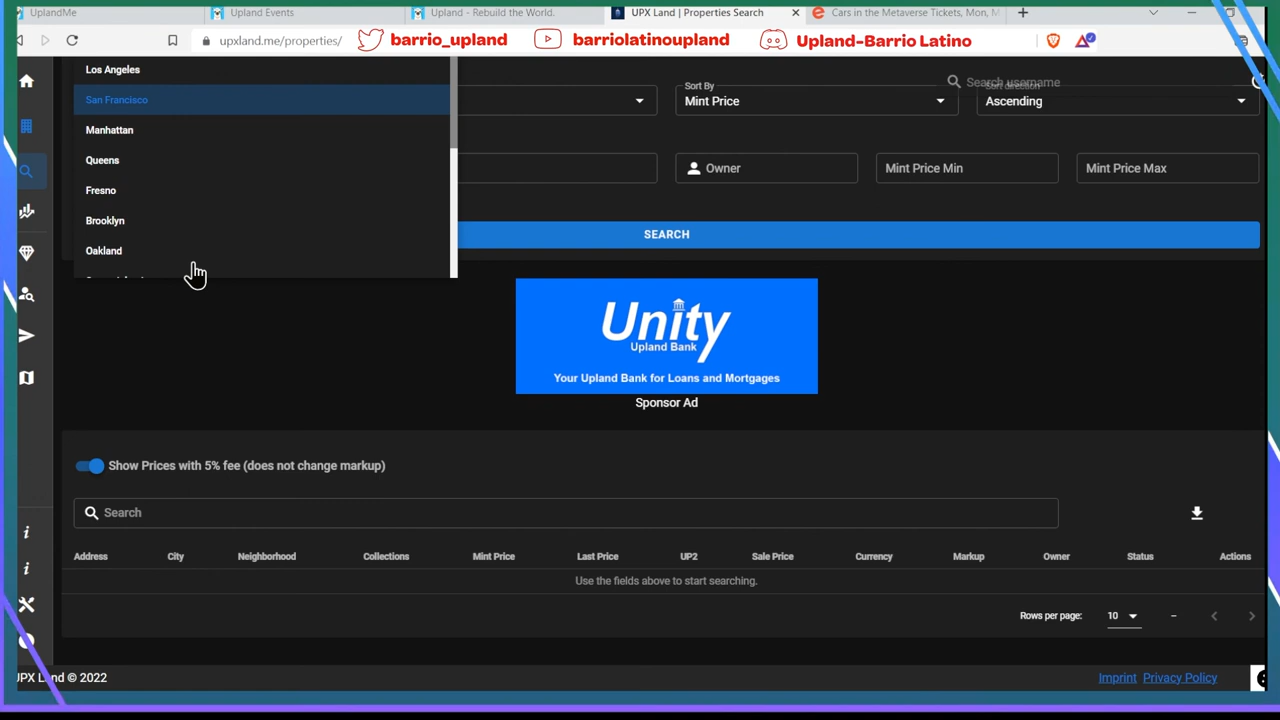 UplandMe
Upland Events
Upland - Rebuild the World.
UPX Land | Properties Search
Cars in the Metaverse Tickets, Mon, M
upxland.me/properties/
barrio_upland
barriolatinoupland
Upland-Barrio Latino
Los Angeles
San Francisco
Manhattan
Queens
Fresno
Brooklyn
Oakland
Search username
Sort By
Mint Price
Sort direction
Ascending
Owner
Mint Price Min
Mint Price Max
SEARCH
Unity
Upland Bank
Your Upland Bank for Loans and Mortgages
Sponsor Ad
Show Prices with 5% fee (does not change markup)
Search
Address City Neighborhood Collections Mint Price Last Price UP2 Sale Price Currency Markup Owner Status Actions
Use the fields above to start searching.
Rows per page: 10 –
UPX Land © 2022
Imprint Privacy Policy